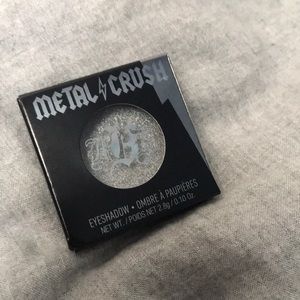 METAL CRUSH
EYESHADOW • OMBRE À PAUPIÈRES
NET WT. / POIDS NET 2.8g / 0.10 Oz.